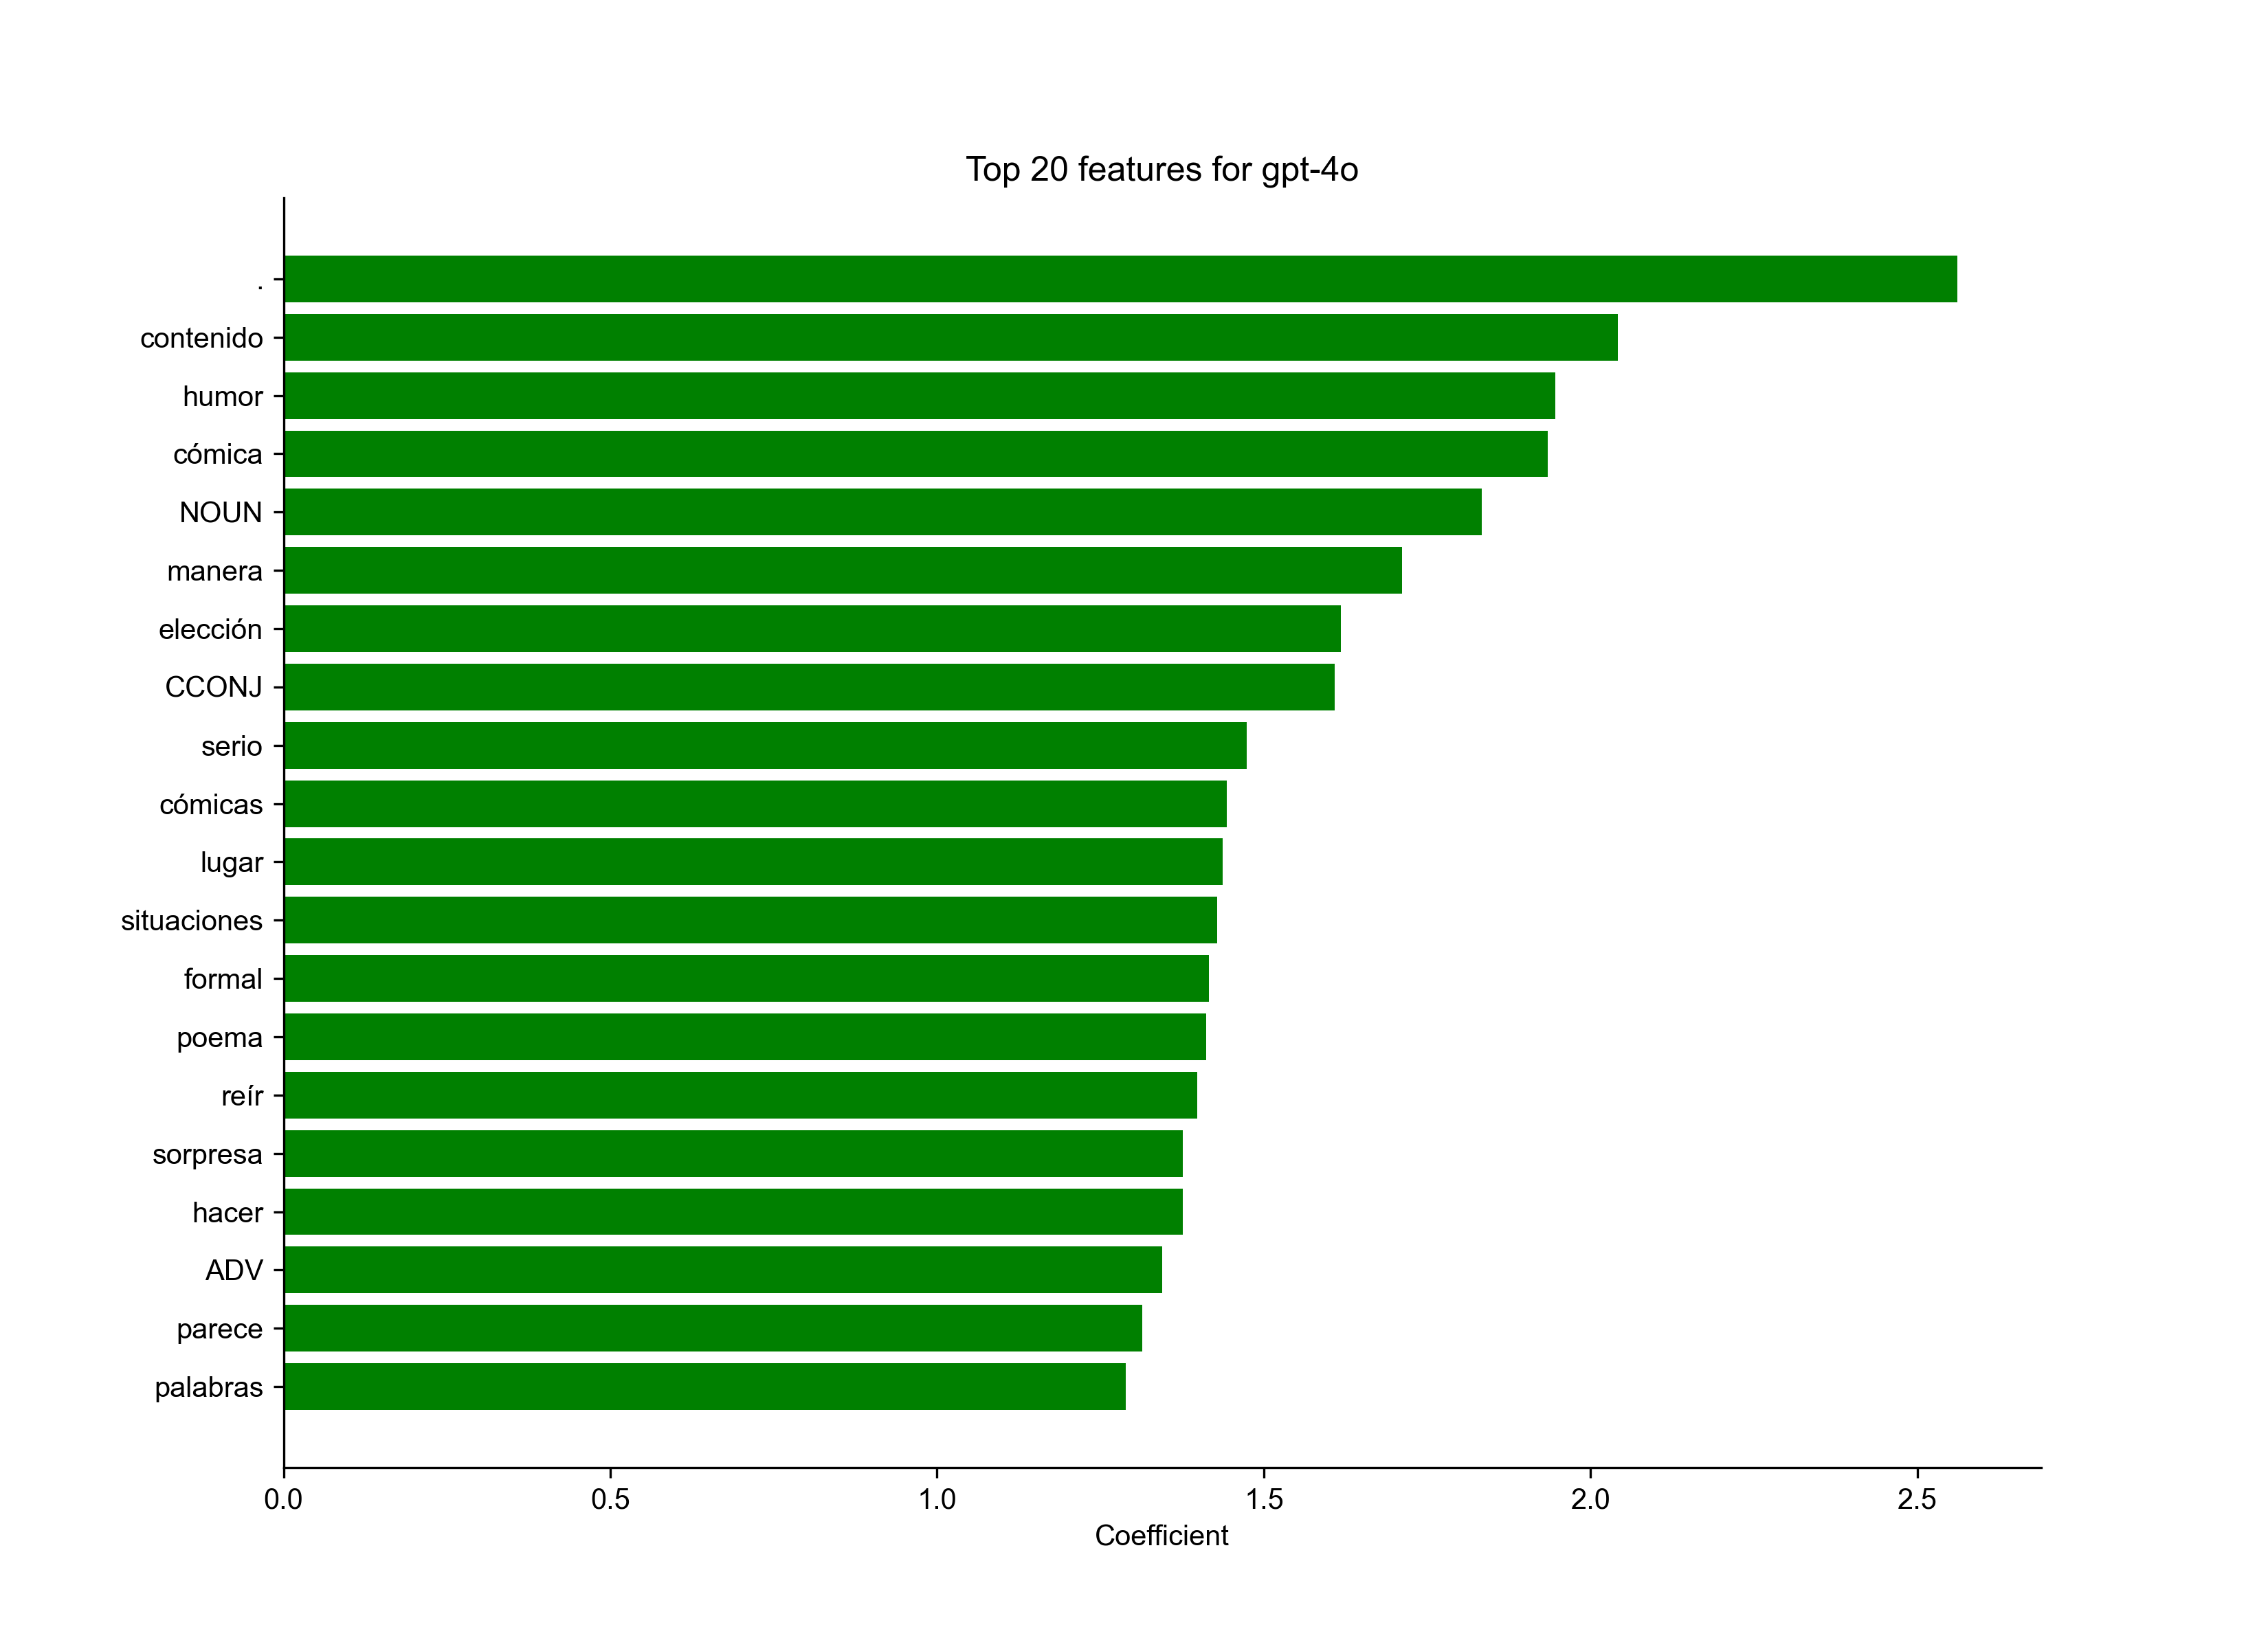 Top 20 features for gpt-4o
.
contenido
humor
cómica
NOUN
manera
elección
CCONJ
serio
cómicas
lugar
situaciones
formal
poema
reír
sorpresa
hacer
ADV
parece
palabras
0.0 0.5 1.0 1.5 2.0 2.5
Coefficient